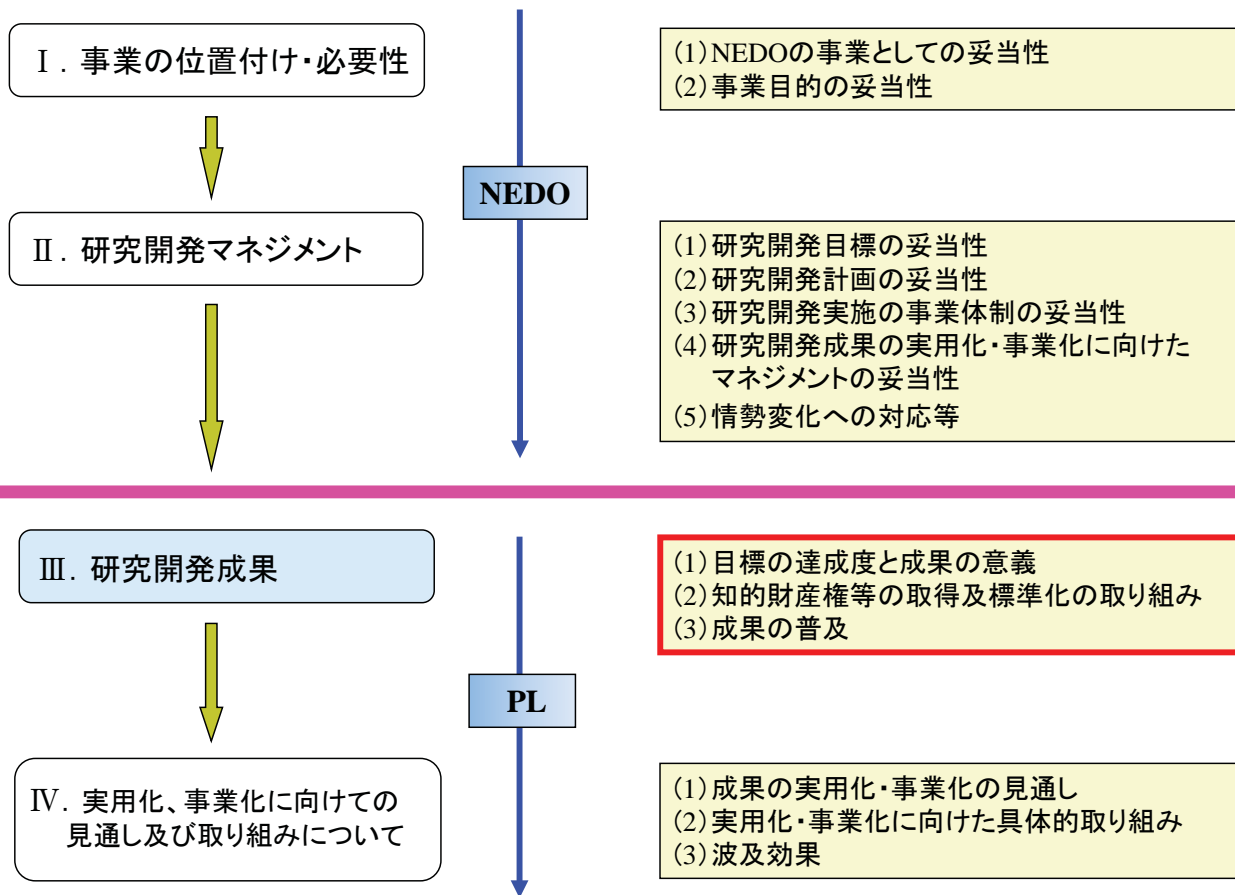 Ⅰ. 事業の位置付け・必要性
(1)NEDOの事業としての妥当性
(2)事業目的の妥当性
NEDO
Ⅱ. 研究開発マネジメント
(1)研究開発目標の妥当性
(2)研究開発計画の妥当性
(3)研究開発実施の事業体制の妥当性
(4)研究開発成果の実用化・事業化に向けた
マネジメントの妥当性
(5)情勢変化への対応等
Ⅲ. 研究開発成果
(1)目標の達成度と成果の意義
(2)知的財産権等の取得及標準化の取り組み
(3)成果の普及
PL
Ⅳ. 実用化、事業化に向けての
見通し及び取り組みについて
(1)成果の実用化・事業化の見通し
(2)実用化・事業化に向けた具体的取り組み
(3)波及効果